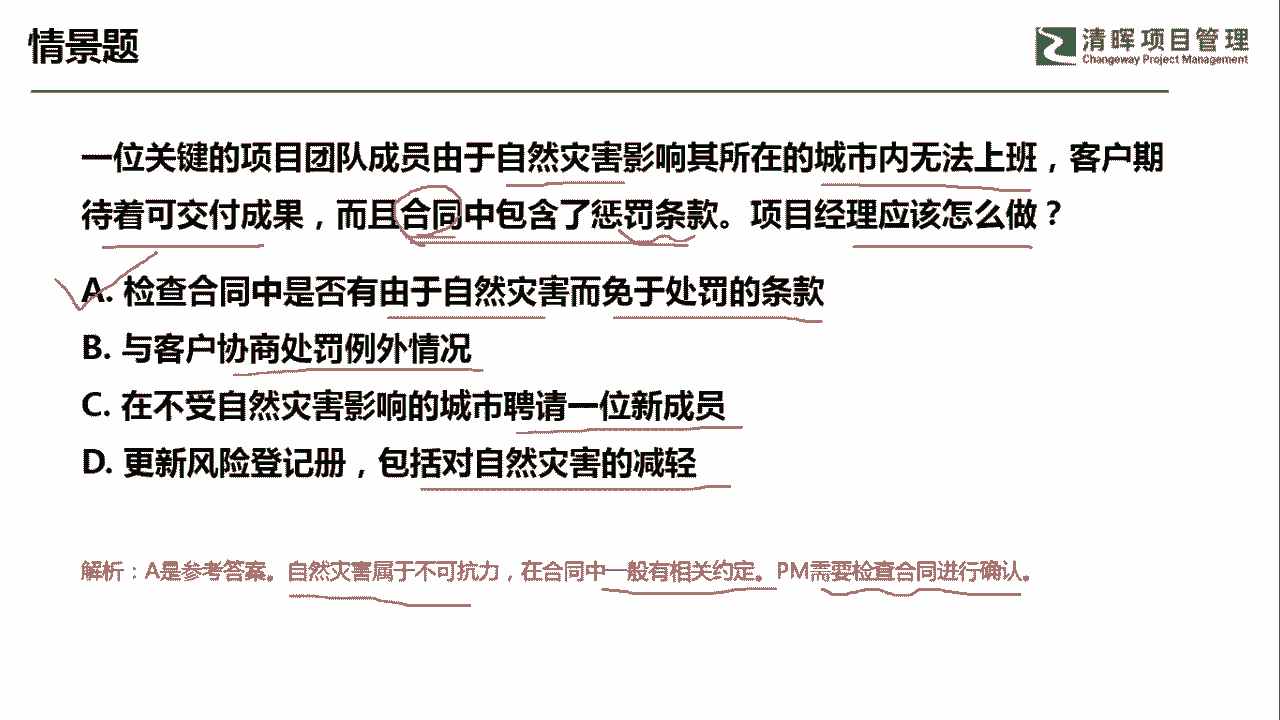 情景题
清晖项目管理
Changeway Project Management
一位关键的项目团队成员由于自然灾害影响其所在的城市内无法上班，客户期
待着可交付成果，而且合同中包含了惩罚条款。项目经理应该怎么做？
A. 检查合同中是否有由于自然灾害而免于处罚的条款
B. 与客户协商处罚例外情况
C. 在不受自然灾害影响的城市聘请一位新成员
D. 更新风险登记册，包括对自然灾害的减轻
解析：A是参考答案。自然灾害属于不可抗力，在合同中一般有相关约定。PM需要检查合同进行确认。